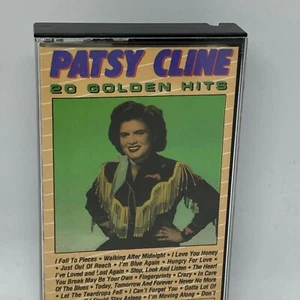 PATSY CLINE
20 GOLDEN HITS
I Fall To Pieces • Walking After Midnight • I Love You Honey
• Just Out Of Reach • I'm Blue Again • Hungry For Love •
I've Loved and Lost Again • Stop, Look And Listen • The Heart
You Break May Be Your Own • Fingerprints • Crazy • In Care
Of The Blues • Today, Tomorrow And Forever • Never No More
• Let The Teardrops Fall • I Can't Forget You • Gotta Lot Of
Stay Asleep • I'm Moving Along • Don't